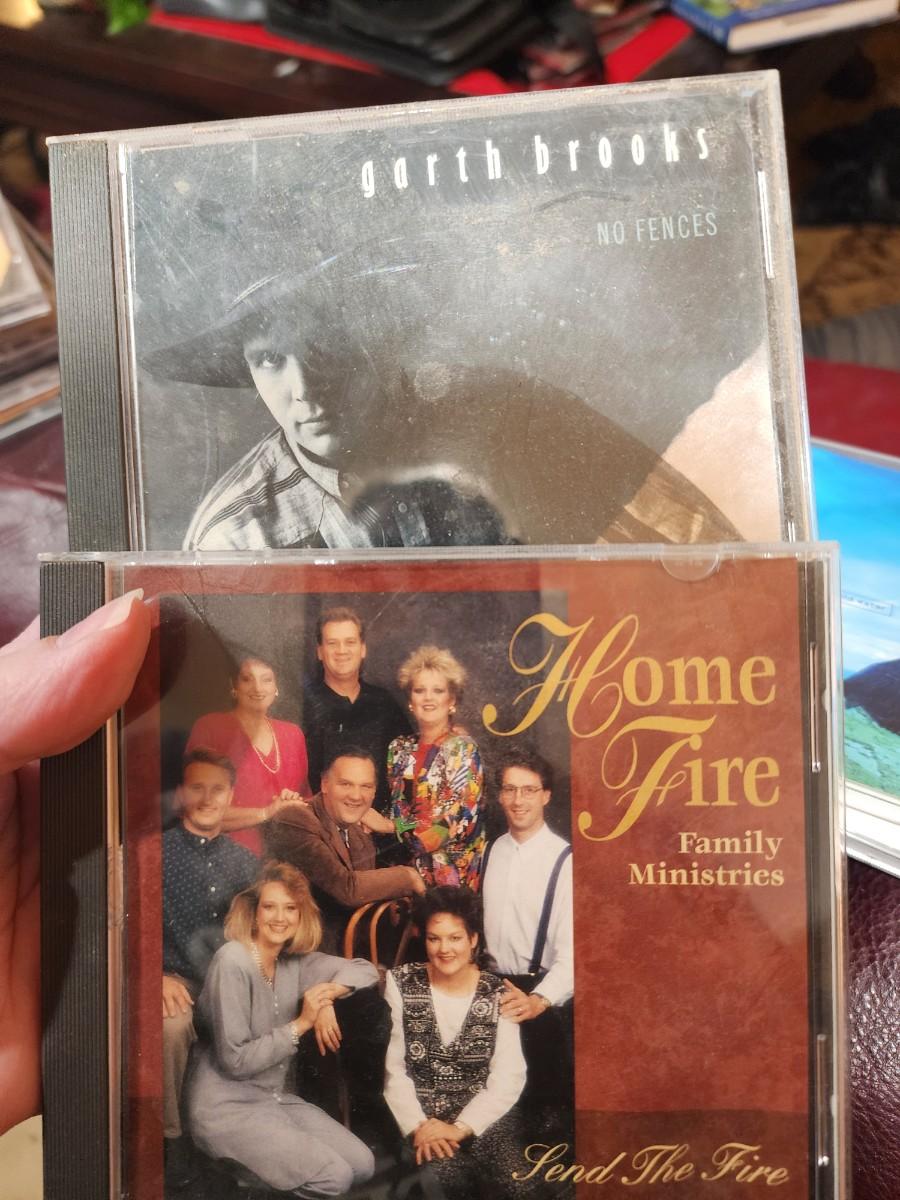 garth brooks
NO FENCES
Home
Fire
Family
Ministries
Send The Fire